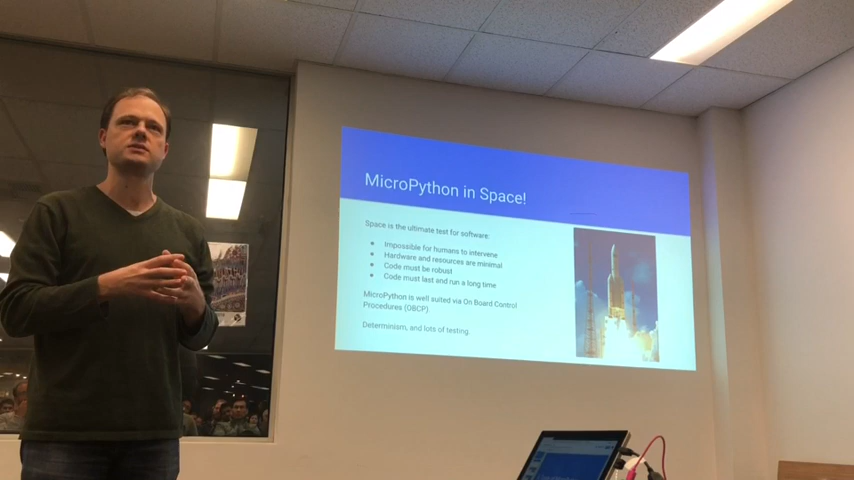 MicroPython in Space!
Space is the ultimate test for software:
● Impossible for humans to intervene
● Hardware and resources are minimal
● Code must be robust
● Code must last and run a long time
MicroPython is well suited via On Board Control
Procedures (OBCP)
Determinism, and lots of testing.